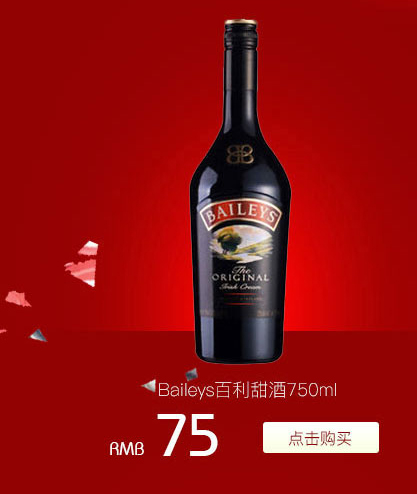 BAILEYS
The
ORIGINAL
Irish Cream
Baileys百利甜酒750ml
RMB 75
点击购买